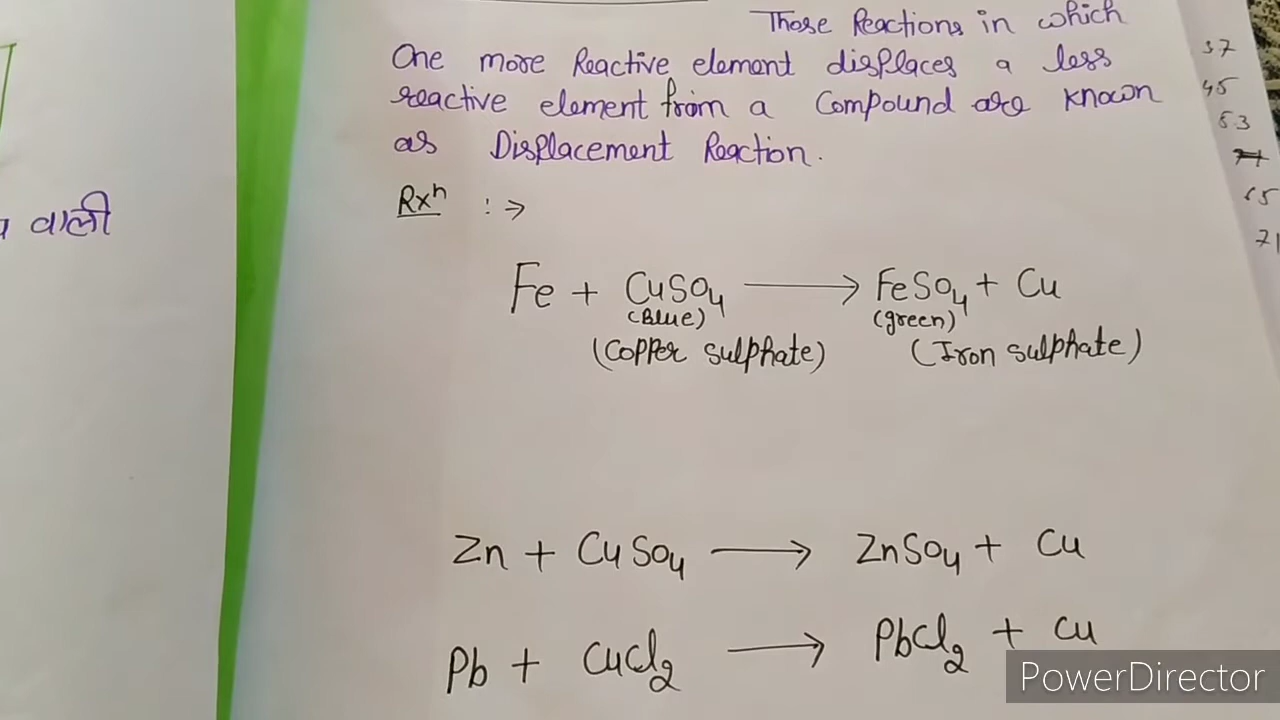 Those Reactions in which
One more Reactive element displaces a less
reactive element from a Compound are known
as Displacement Reaction.
Rxⁿ :→
Fe + CuSO₄ ⟶ FeSO₄ + Cu
(Blue) (green)
(Copper sulphate) (Iron sulphate)
Zn + CuSO₄ ⟶ ZnSO₄ + Cu
Pb + CuCl₂ ⟶ PbCl₂ + Cu
वाली
37
45
53
65
71
PowerDirector